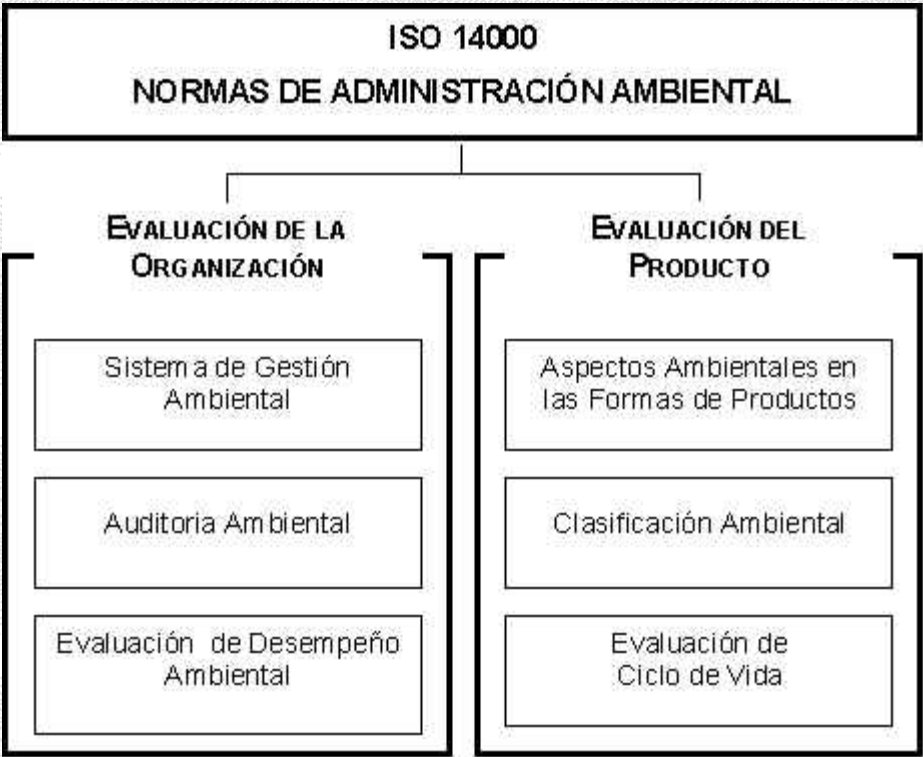 ISO 14000
NORMAS DE ADMINISTRACIÓN AMBIENTAL
EVALUACIÓN DE LA
ORGANIZACIÓN
Sistema de Gestión
Ambiental
Auditoria Ambiental
Evaluación de Desempeño
Ambiental
EVALUACIÓN DEL
PRODUCTO
Aspectos Ambientales en
las Formas de Productos
Clasificación Ambiental
Evaluación de
Ciclo de Vida